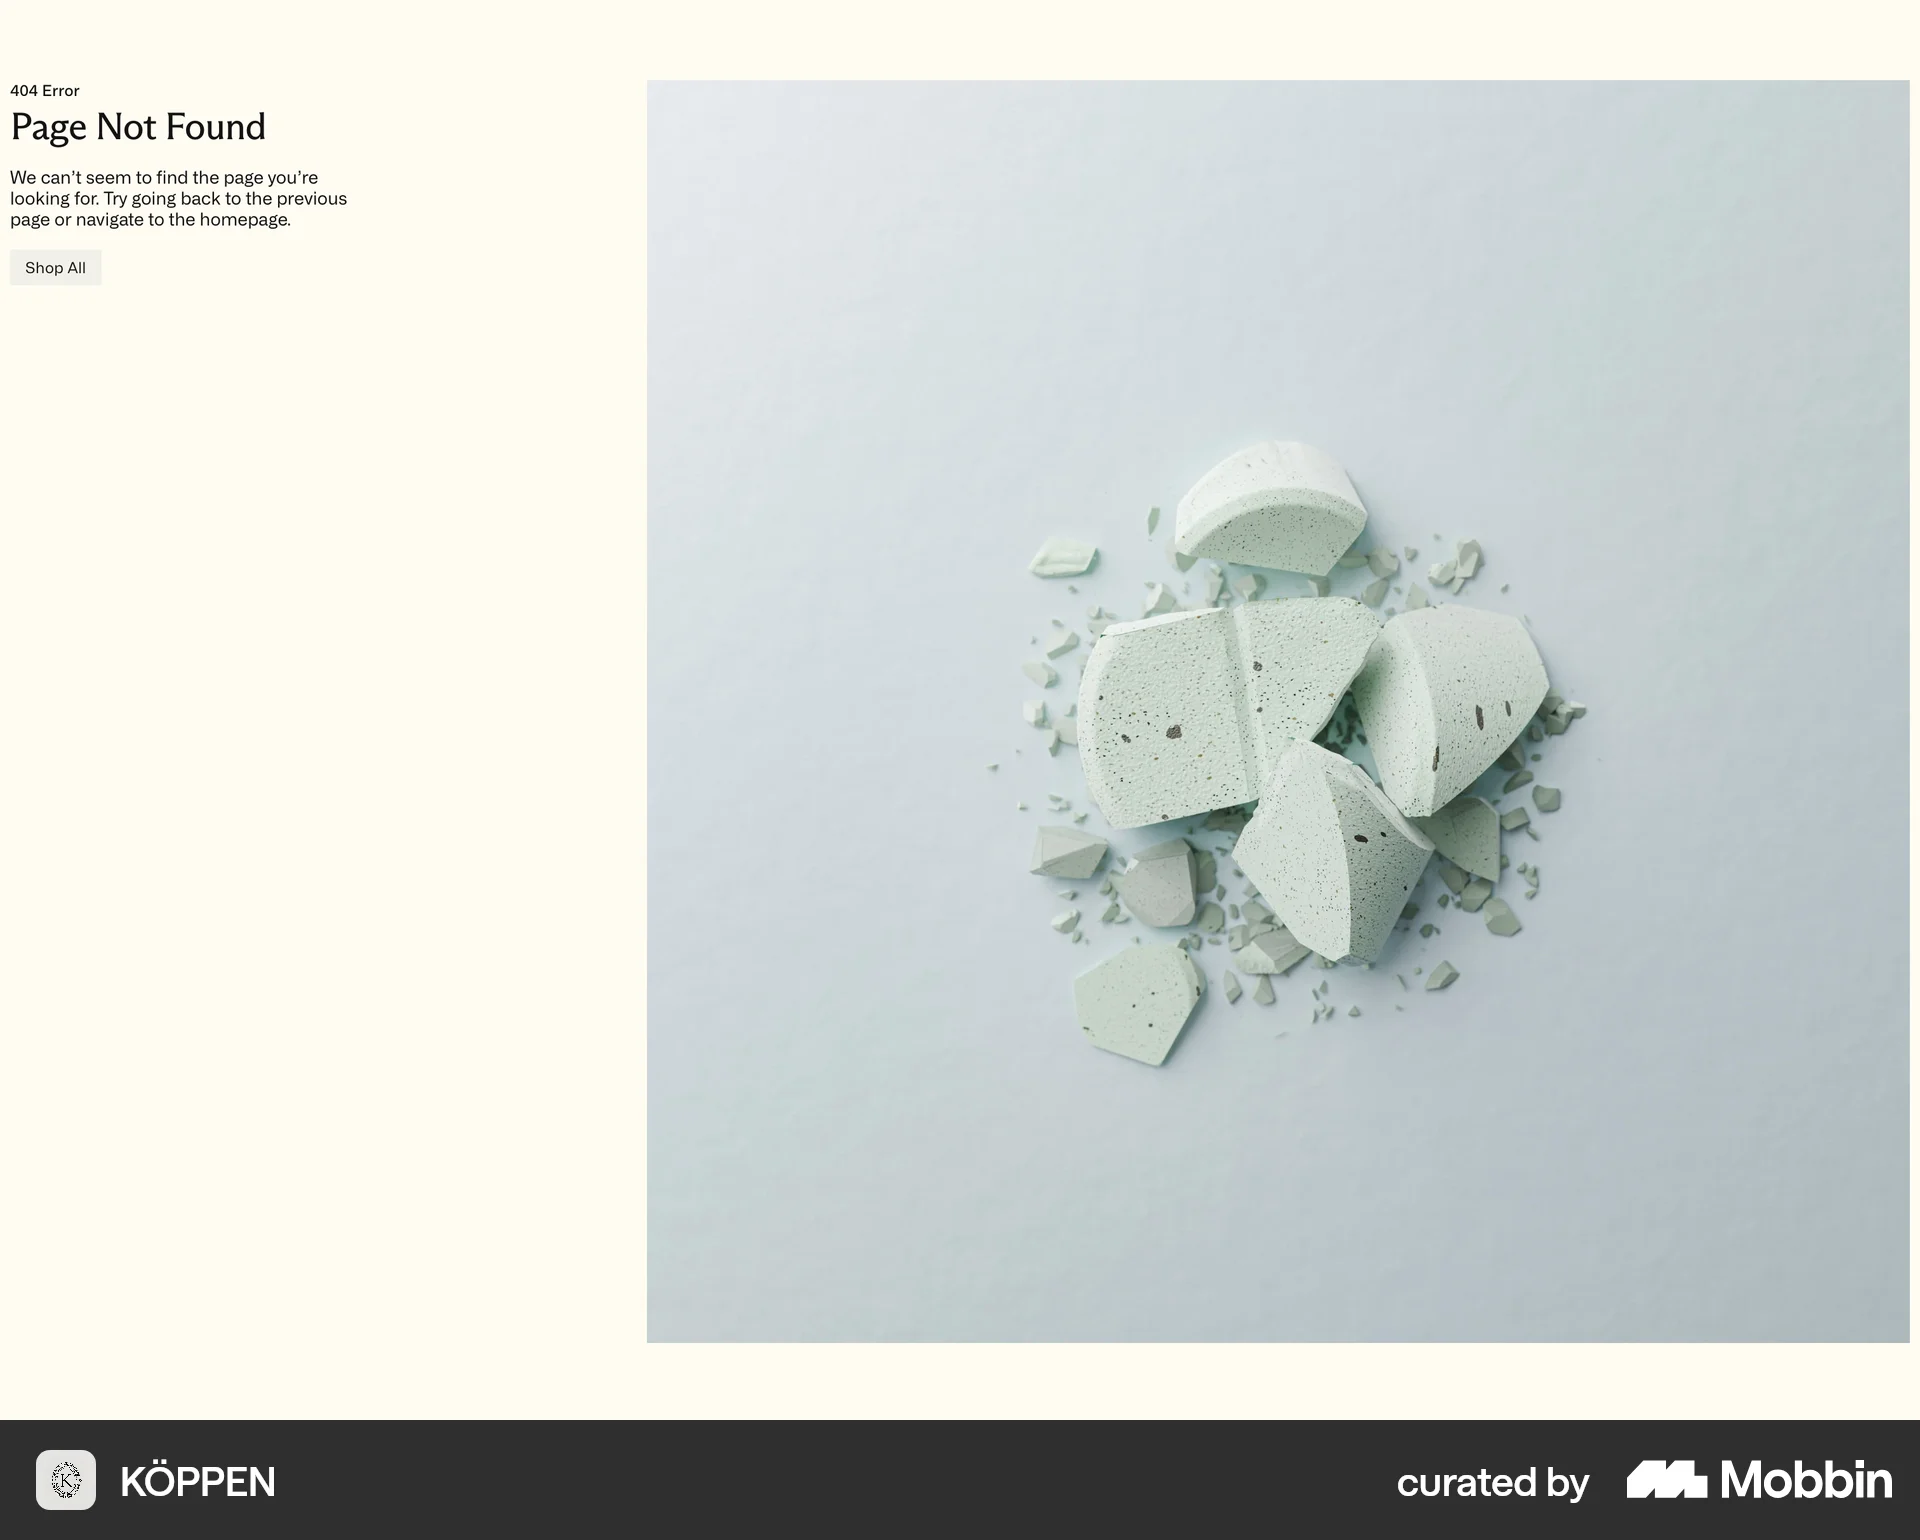 404 Error
Page Not Found
We can’t seem to find the page you’re
looking for. Try going back to the previous
page or navigate to the homepage.
Shop All
K
KÖPPEN
curated by Mobbin